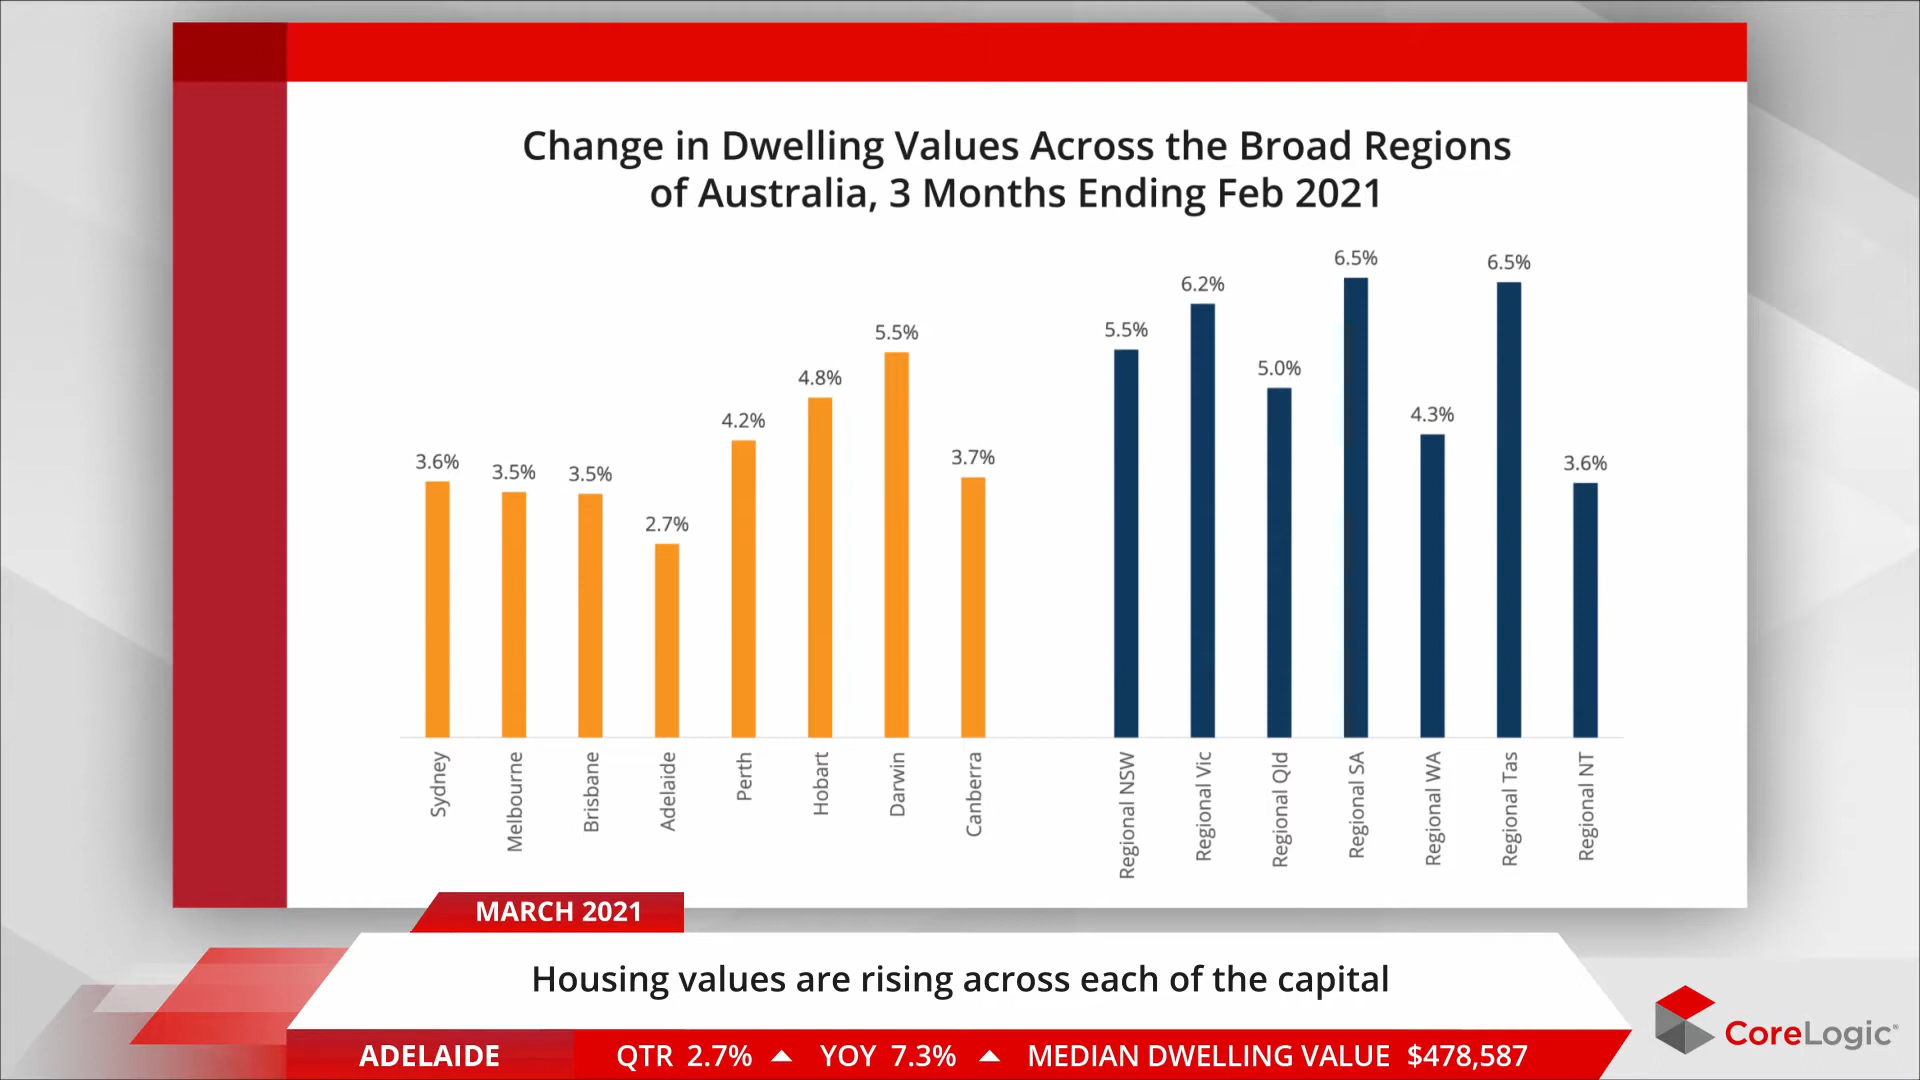 Change in Dwelling Values Across the Broad Regions
of Australia, 3 Months Ending Feb 2021
3.6%
3.5%
3.5%
2.7%
4.2%
4.8%
5.5%
3.7%
5.5%
6.2%
5.0%
6.5%
4.3%
6.5%
3.6%
Sydney
Melbourne
Brisbane
Adelaide
Perth
Hobart
Darwin
Canberra
Regional NSW
Regional Vic
Regional Qld
Regional SA
Regional WA
Regional Tas
Regional NT
MARCH 2021
Housing values are rising across each of the capital
ADELAIDE QTR 2.7% YOY 7.3% MEDIAN DWELLING VALUE $478,587
CoreLogic®